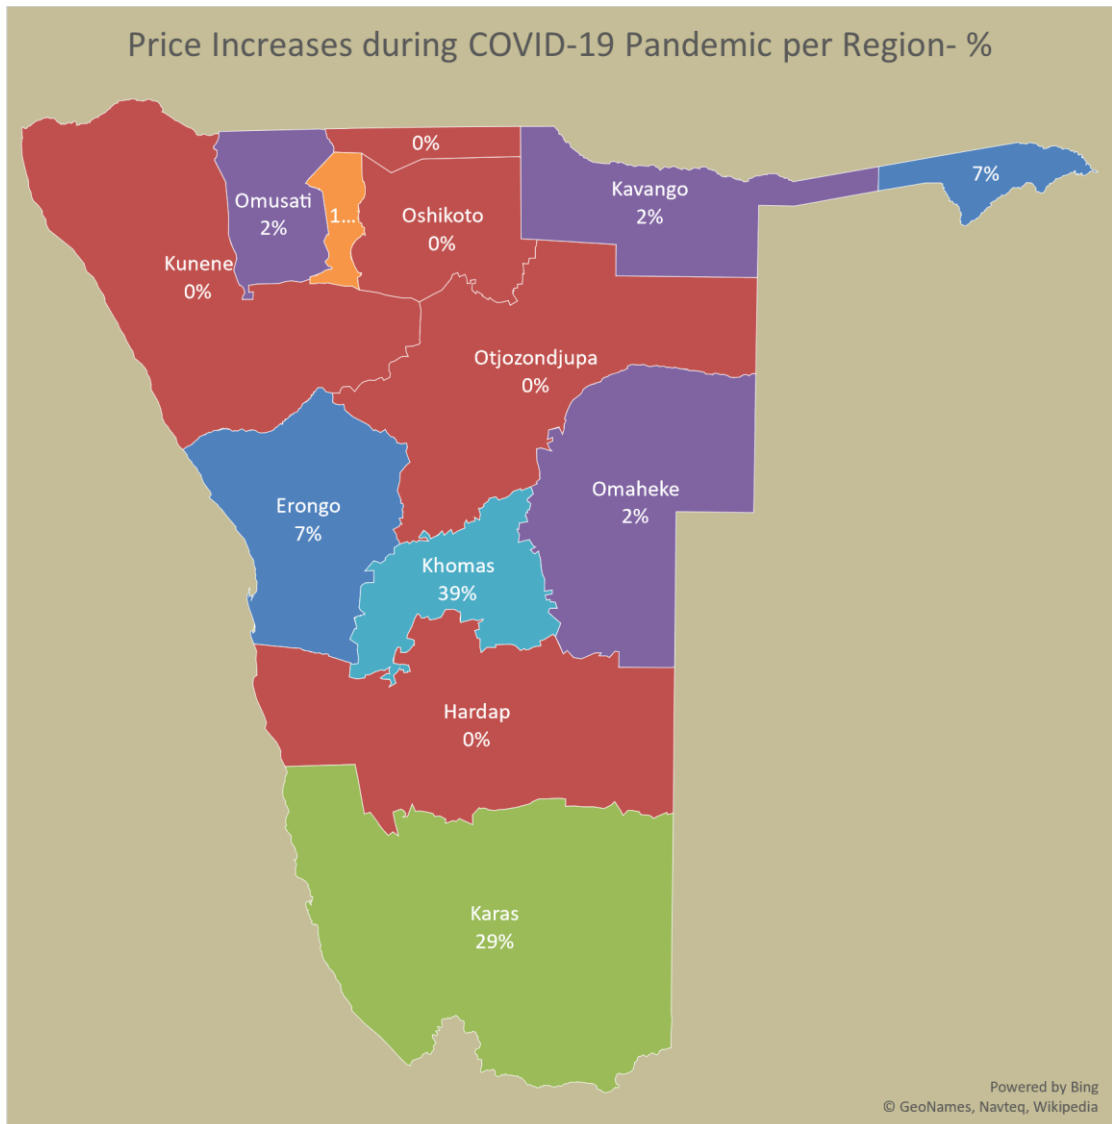 Price Increases during COVID-19 Pandemic per Region- %
0%
7%
Kavango
2%
Omusati
2%
1...
Oshikoto
0%
Kunene
0%
Otjozondjupa
0%
Omaheke
2%
Erongo
7%
Khomas
39%
Hardap
0%
Karas
29%
Powered by Bing
© GeoNames, Navteq, Wikipedia